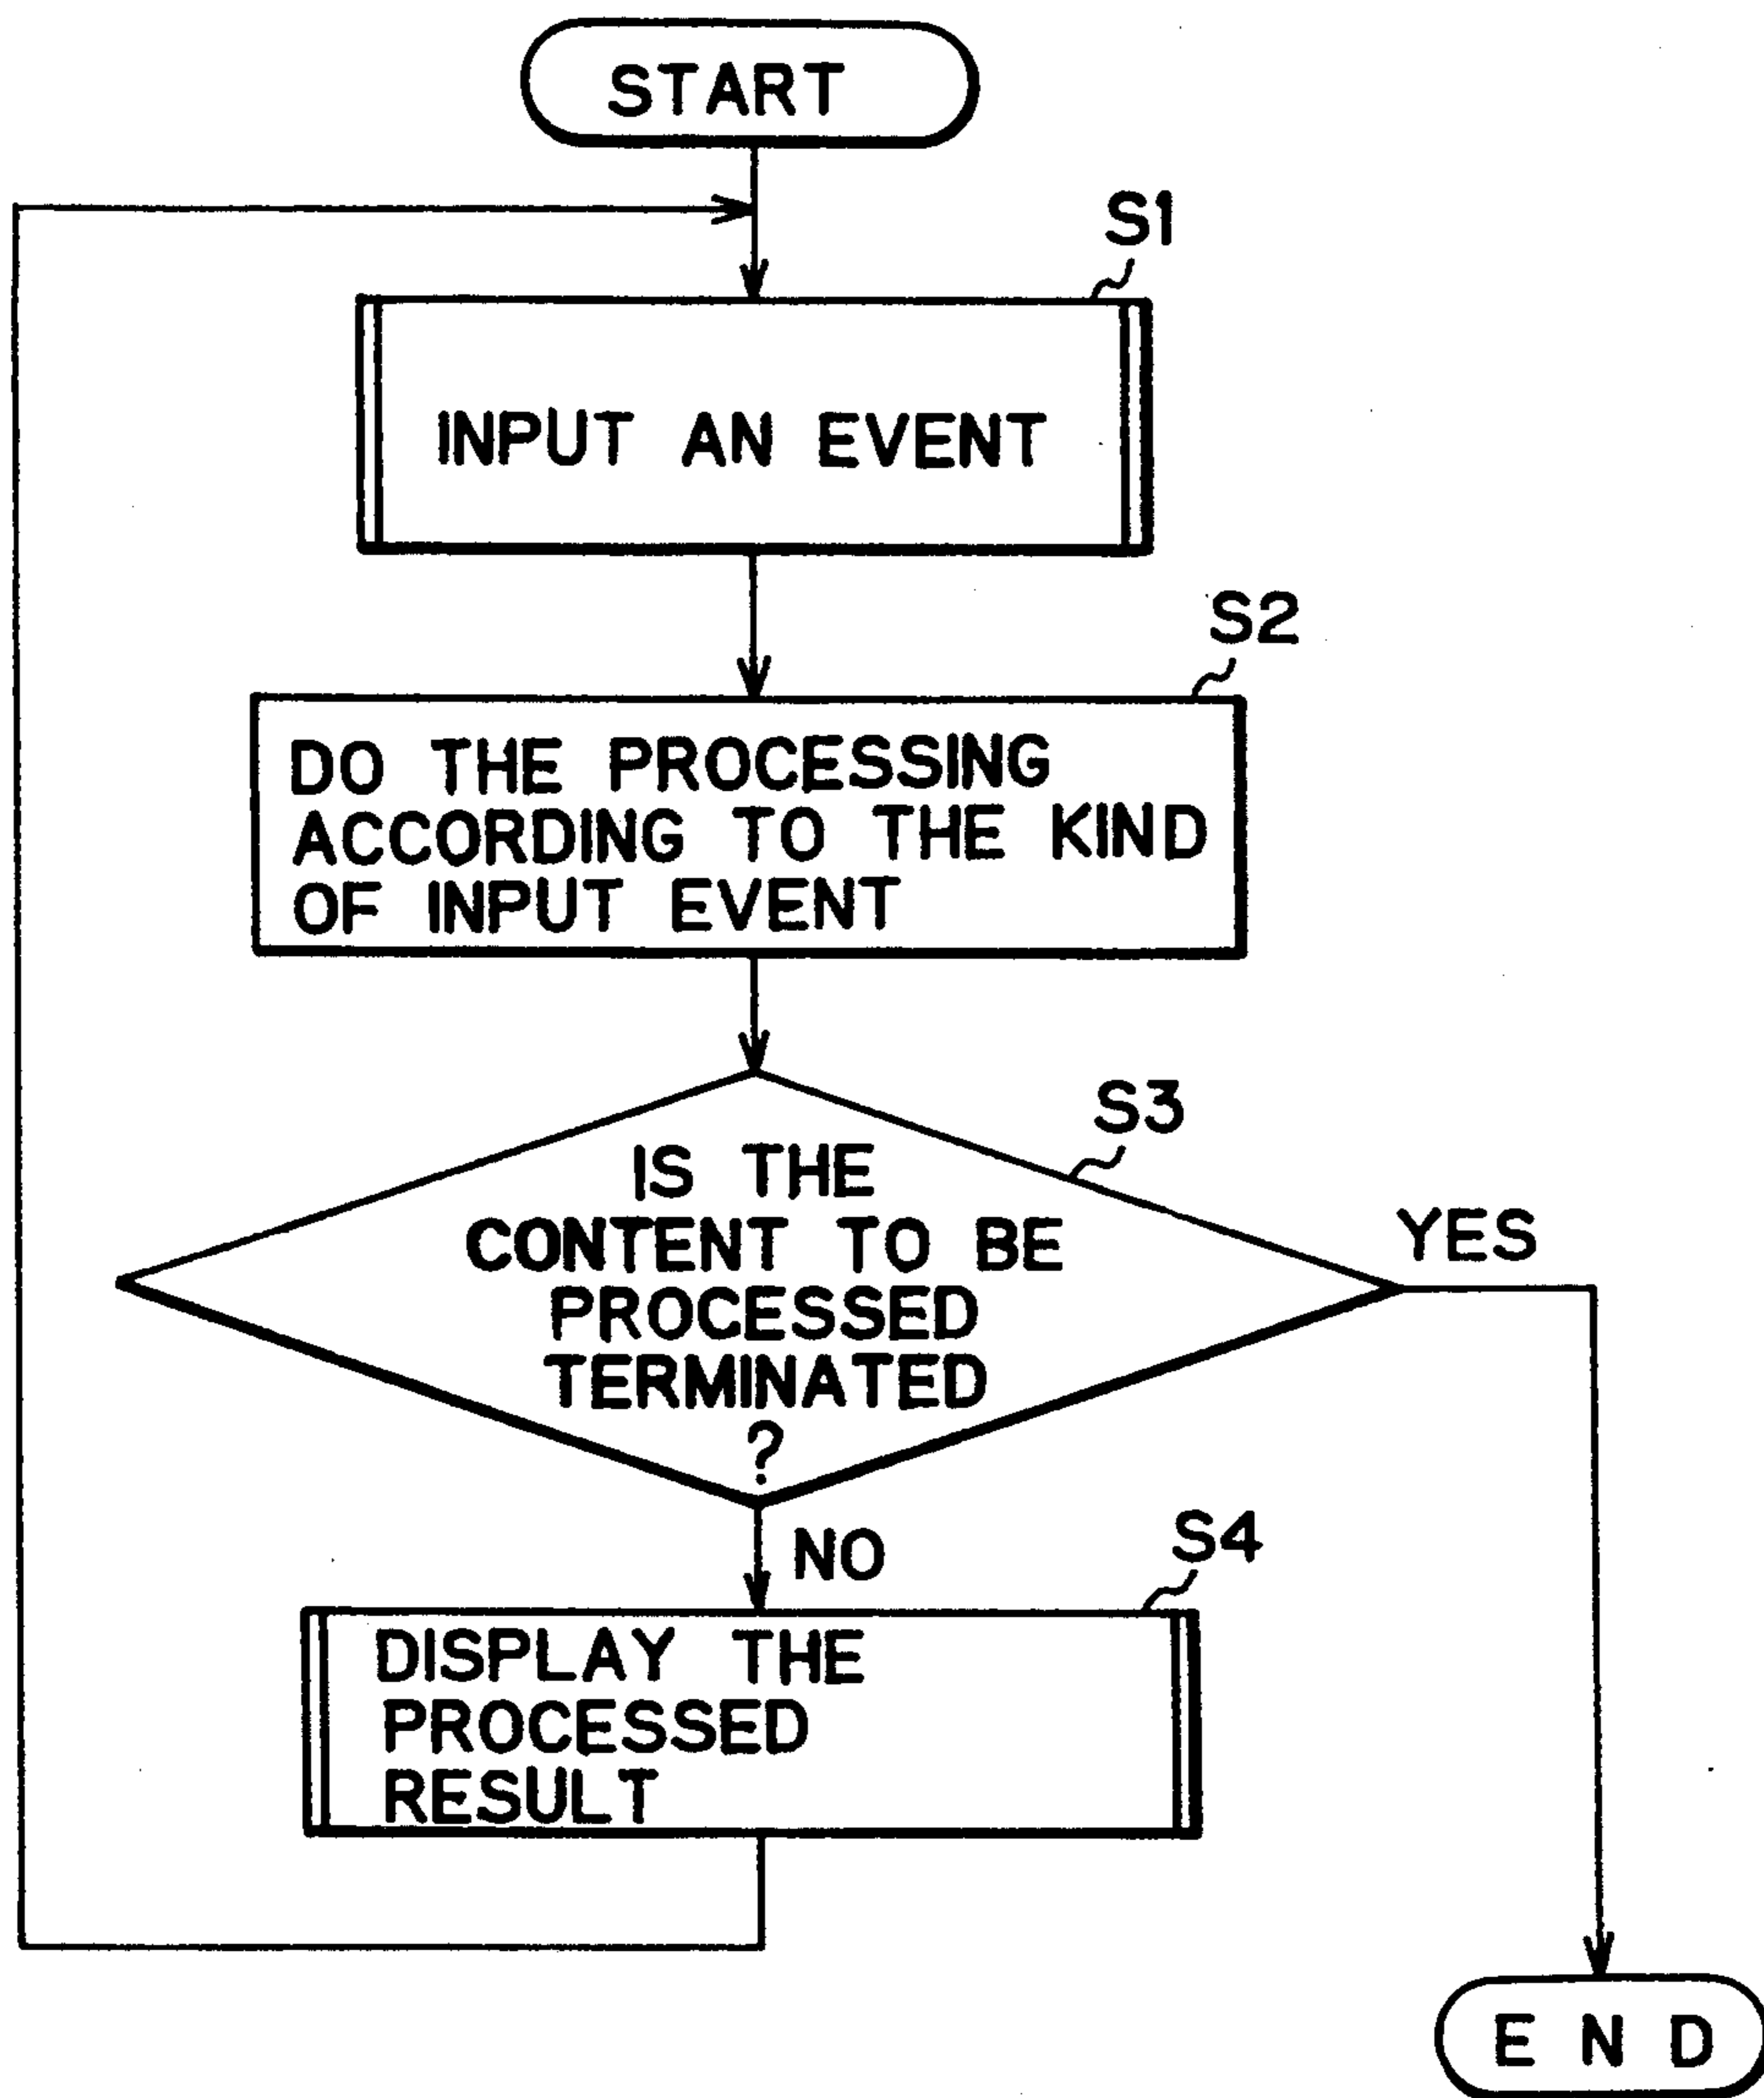 START
S1
INPUT AN EVENT
S2
DO THE PROCESSING
ACCORDING TO THE KIND
OF INPUT EVENT
S3
IS THE
CONTENT TO BE
PROCESSED
TERMINATED
?
YES
NO
S4
DISPLAY THE
PROCESSED
RESULT
END